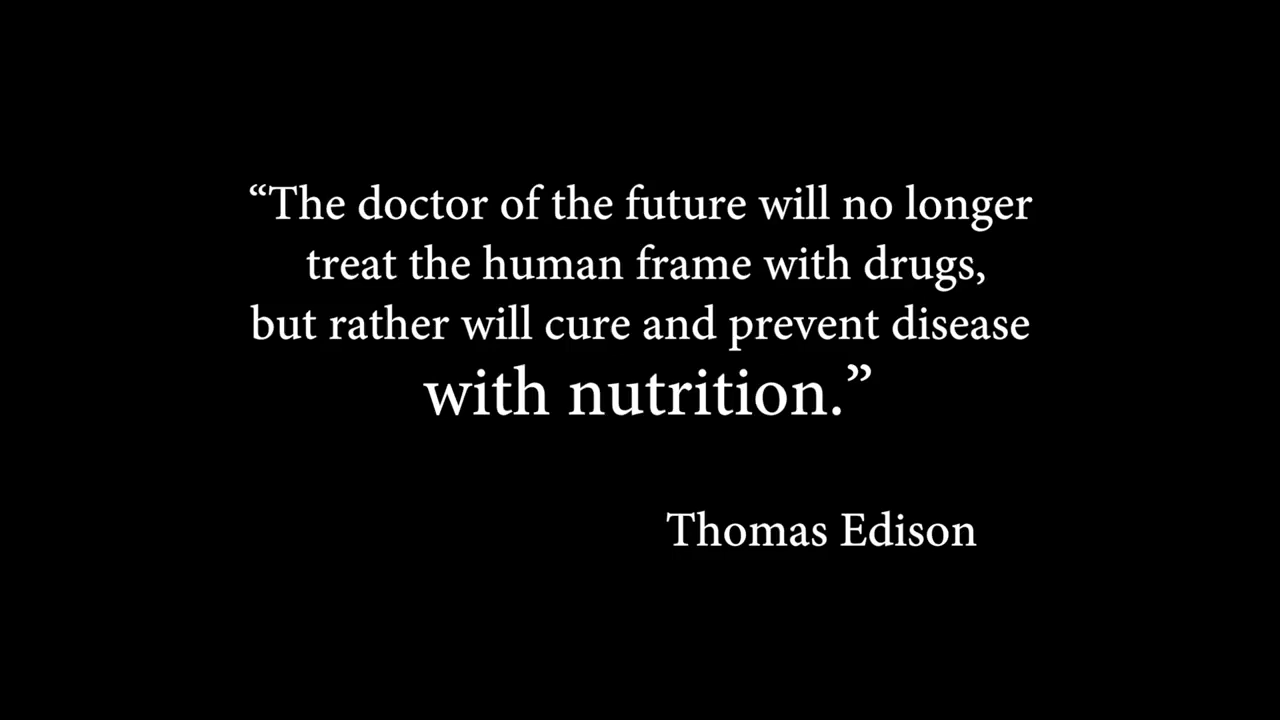 “The doctor of the future will no longer
treat the human frame with drugs,
but rather will cure and prevent disease
with nutrition.”
Thomas Edison